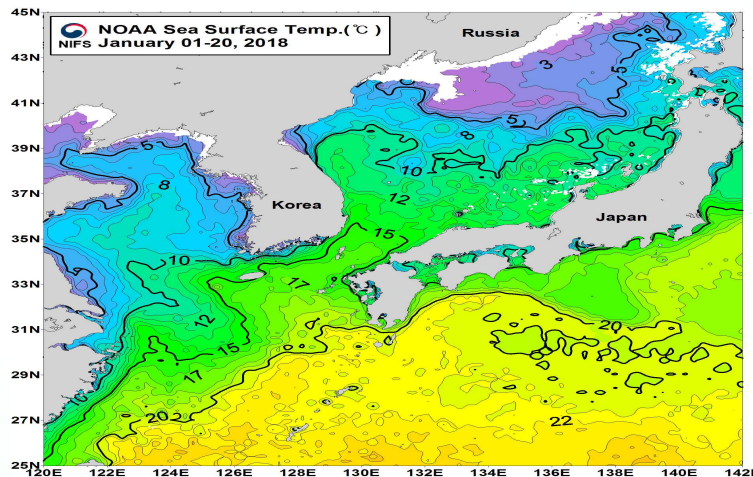 NOAA Sea Surface Temp.(℃)
NIFS January 01-20, 2018
45N
43N
41N
39N
37N
35N
33N
31N
29N
27N
25N
Russia
Korea
Japan
3
5
5
5
8
8
10
12
15
10
17
12
15
17
20
20
22
120E 122E 124E 126E 128E 130E 132E 134E 136E 138E 140E 142E